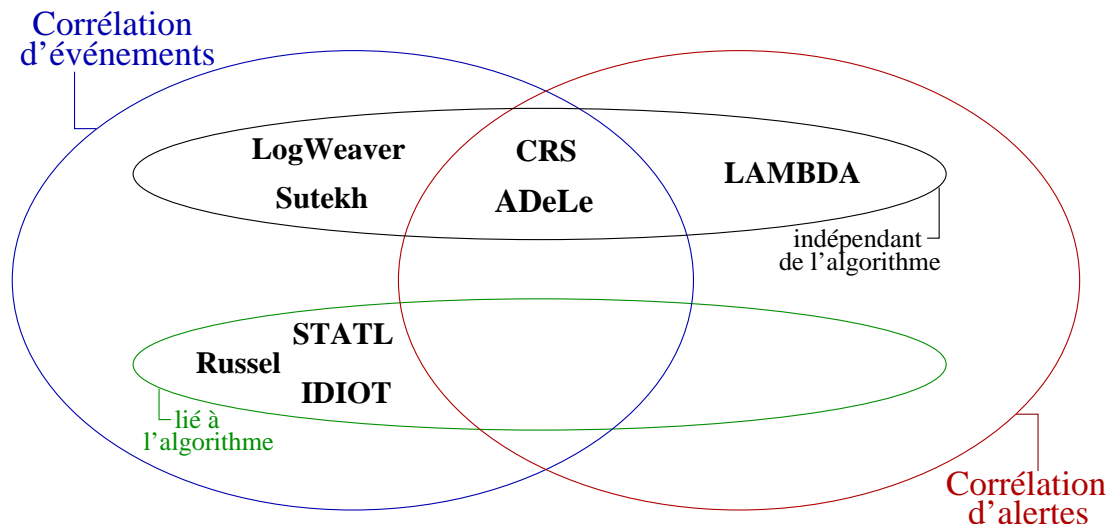 Corrélation
d'événements
LogWeaver
CRS
LAMBDA
Sutekh
ADeLe
indépendant
de l'algorithme
STATL
Russel
IDIOT
lié à
l'algorithme
Corrélation
d'alertes